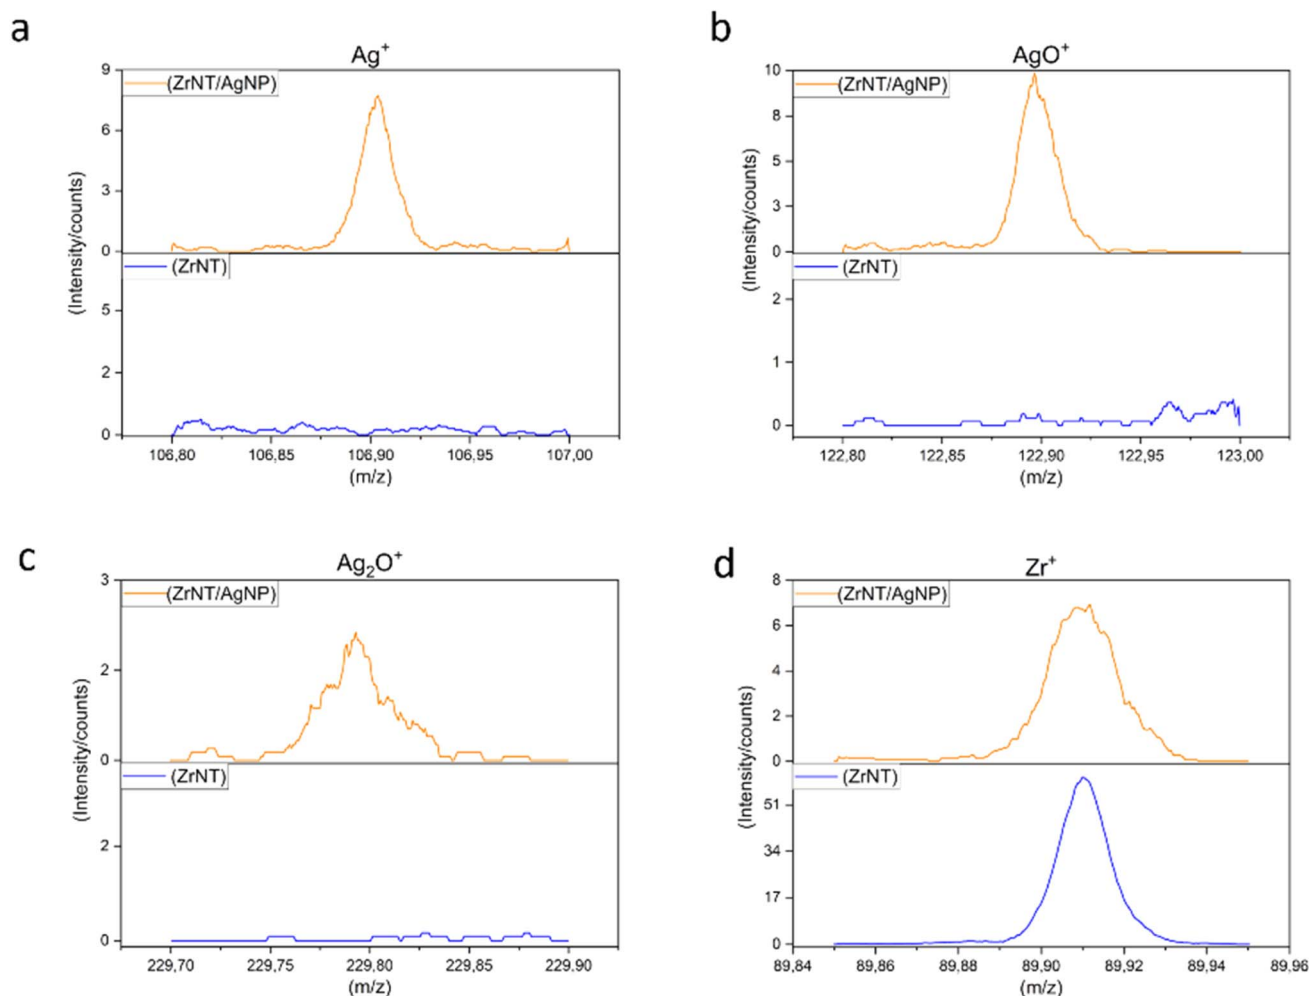 a
Ag⁺
(ZrNT/AgNP)
9
6
3
0
(ZrNT)
5
2
0
(Intensity/counts)
106,80 106,85 106,90 106,95 107,00
(m/z)
b
AgO⁺
(ZrNT/AgNP)
10
8
5
3
0
(ZrNT)
2
1
0
(Intensity/counts)
122,80 122,85 122,90 122,95 123,00
(m/z)
c
Ag₂O⁺
(ZrNT/AgNP)
3
2
0
(ZrNT)
2
0
(Intensity/counts)
229,70 229,75 229,80 229,85 229,90
(m/z)
d
Zr⁺
(ZrNT/AgNP)
8
6
4
2
0
(ZrNT)
51
34
17
0
(Intensity/counts)
89,84 89,86 89,88 89,90 89,92 89,94 89,96
(m/z)